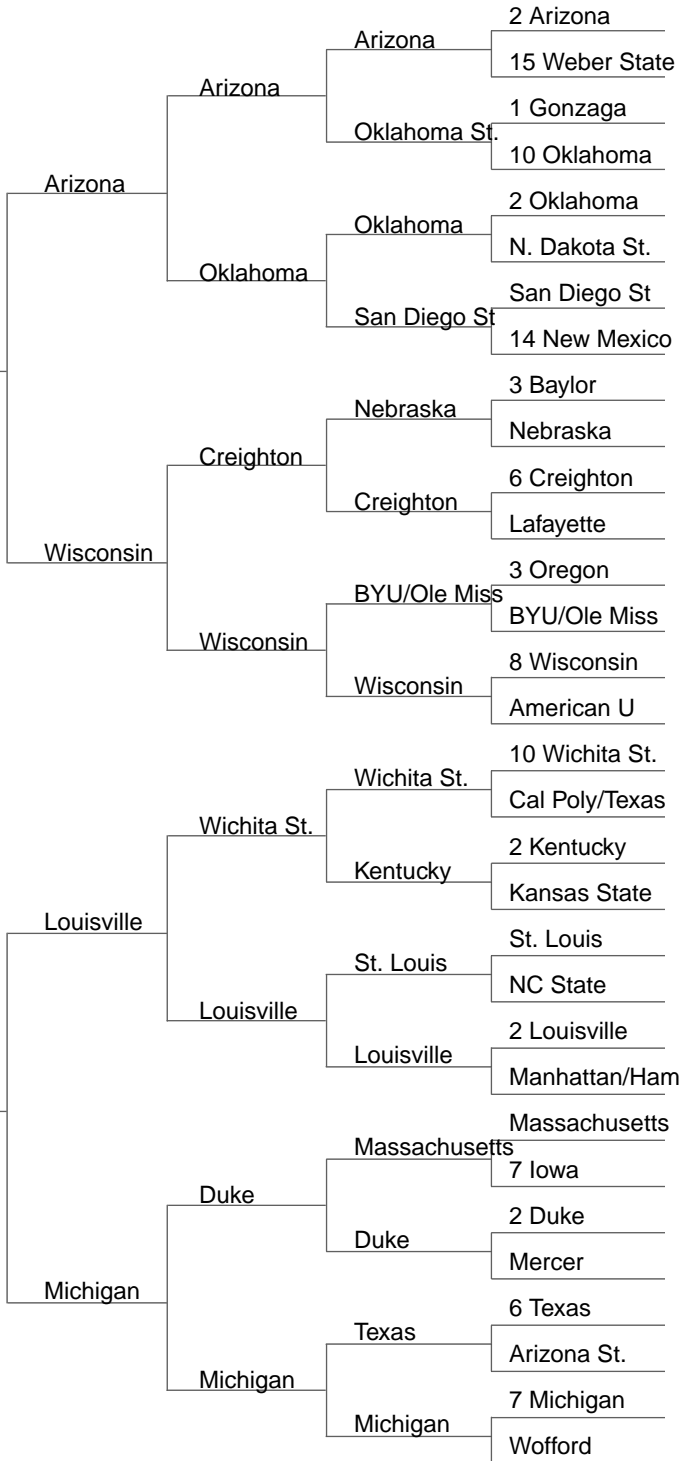 2 Arizona
Arizona
15 Weber State
Arizona
1 Gonzaga
Oklahoma St.
10 Oklahoma
Arizona
2 Oklahoma
Oklahoma
N. Dakota St.
Oklahoma
San Diego St
San Diego St
14 New Mexico
3 Baylor
Nebraska
Nebraska
Creighton
6 Creighton
Creighton
Lafayette
Wisconsin
3 Oregon
BYU/Ole Miss
BYU/Ole Miss
Wisconsin
8 Wisconsin
Wisconsin
American U
10 Wichita St.
Wichita St.
Cal Poly/Texas
Wichita St.
2 Kentucky
Kentucky
Kansas State
Louisville
St. Louis
St. Louis
NC State
Louisville
2 Louisville
Louisville
Manhattan/Ham
Massachusetts
Massachusetts
7 Iowa
Duke
2 Duke
Duke
Mercer
Michigan
6 Texas
Texas
Arizona St.
Michigan
7 Michigan
Michigan
Wofford